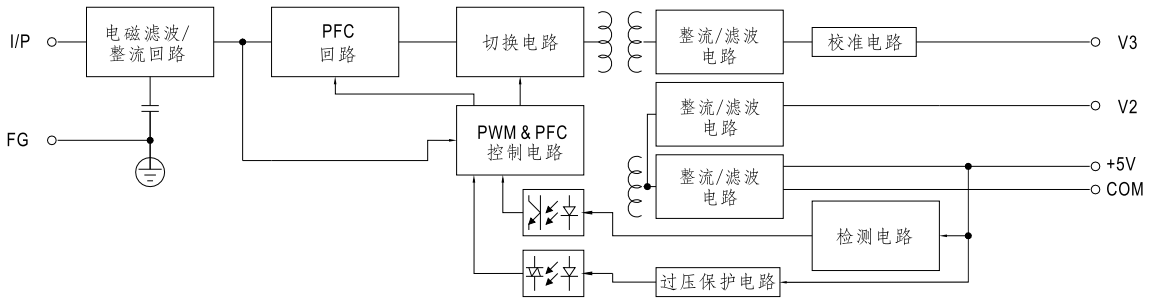 I/P
电磁滤波/
整流回路
PFC
回路
切换电路
整流/滤波
电路
校准电路
V3
FG
PWM & PFC
控制电路
整流/滤波
电路
V2
整流/滤波
电路
+5V
COM
检测电路
过压保护电路